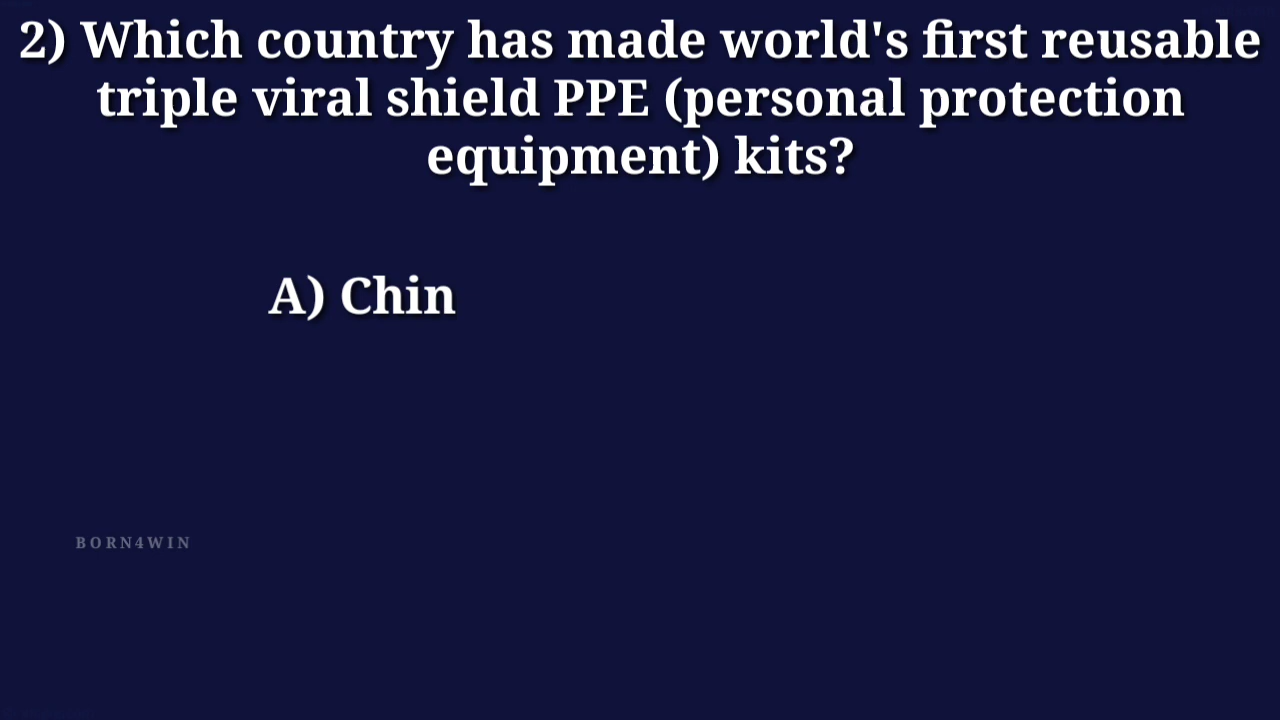 2) Which country has made world's first reusable
triple viral shield PPE (personal protection
equipment) kits?
A) Chin
BORN4WIN